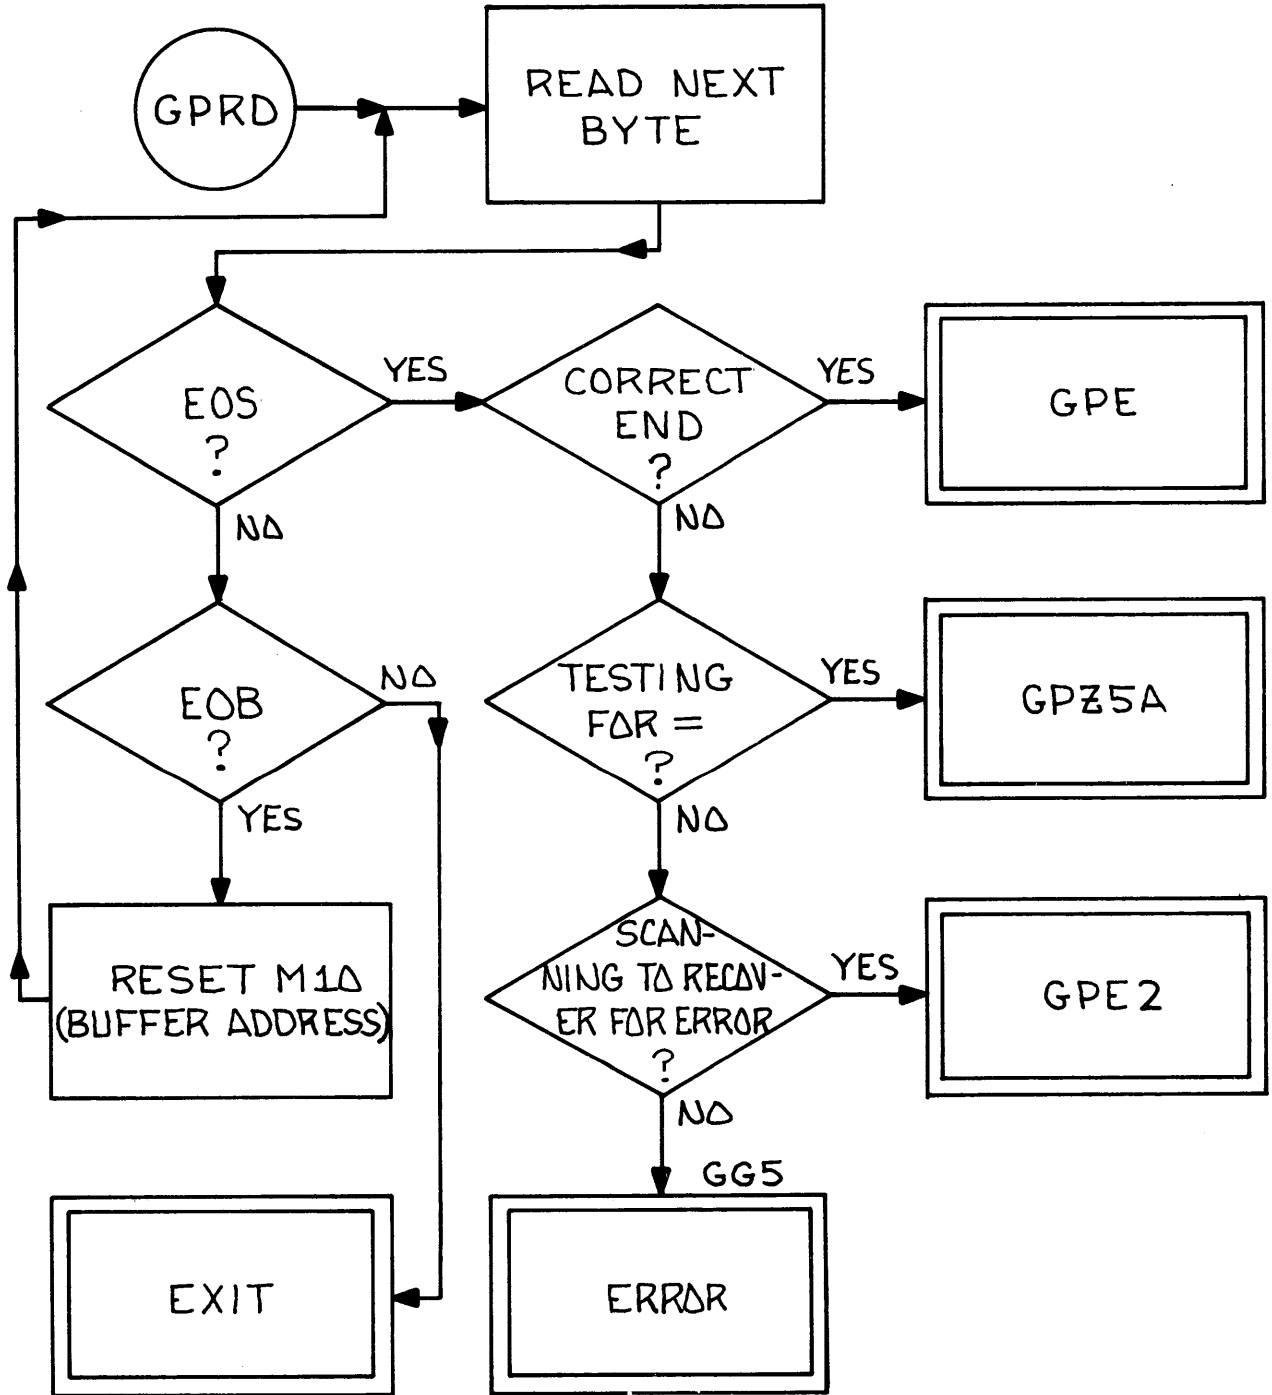 GPRD
READ NEXT
BYTE
EOS
?
YES
CORRECT
END
?
YES
GPE
NO
NO
EOB
?
NO
TESTING
FOR =
?
YES
GPZ5A
YES
NO
RESET M10
(BUFFER ADDRESS)
SCAN-
NING TO RECOV-
ER FOR ERROR
?
YES
GPE2
NO
GG5
EXIT
ERROR